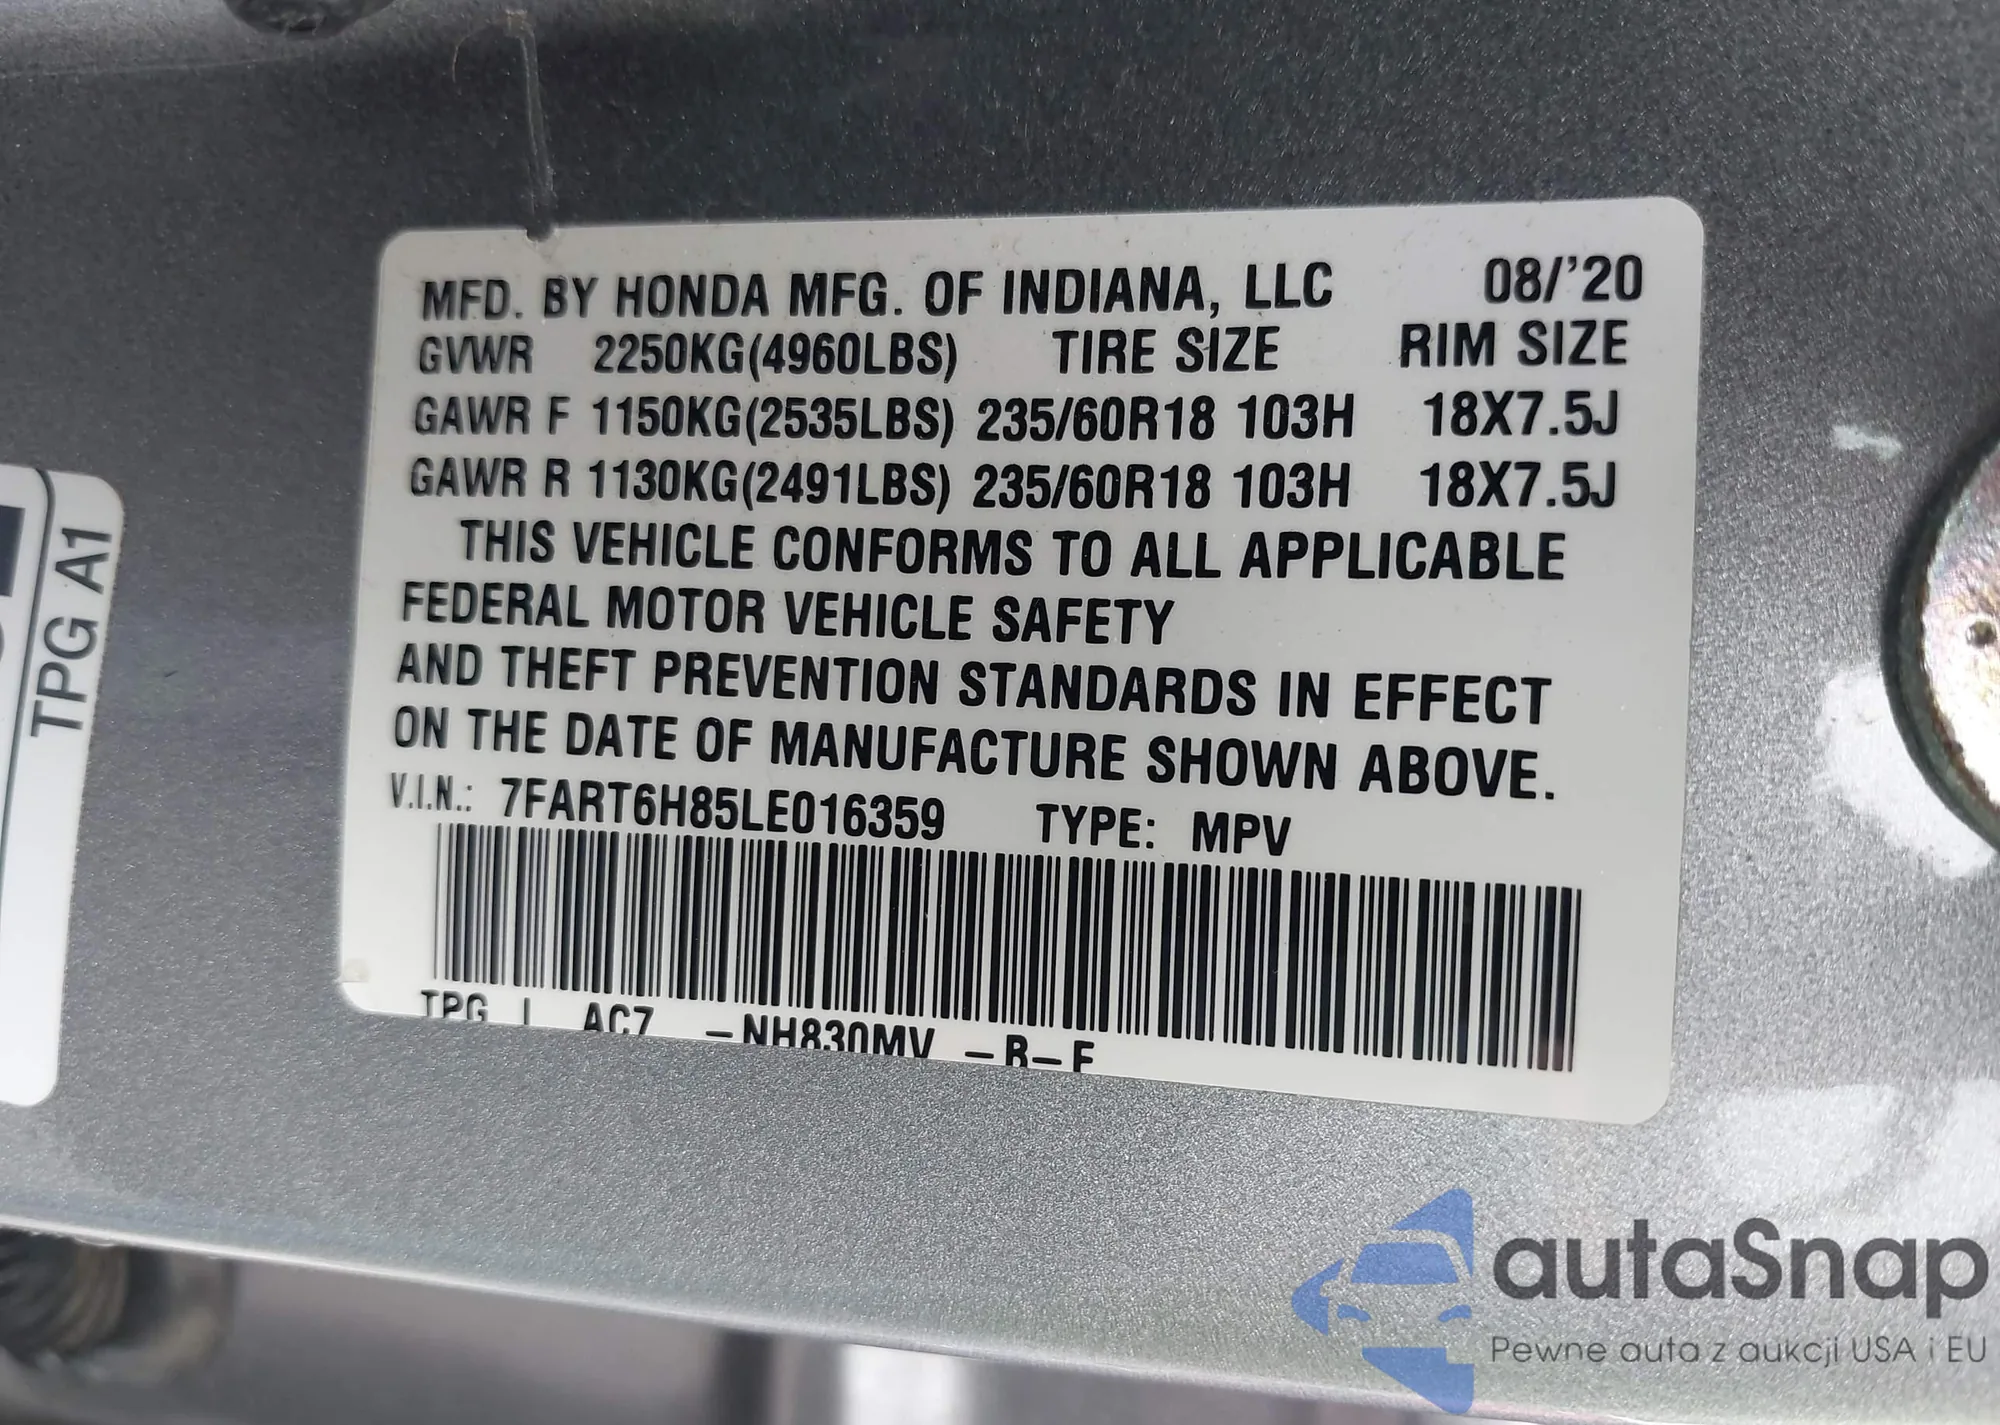 MFD. BY HONDA MFG. OF INDIANA, LLC 08/'20
GVWR 2250KG(4960LBS) TIRE SIZE RIM SIZE
GAWR F 1150KG(2535LBS) 235/60R18 103H 18X7.5J
GAWR R 1130KG(2491LBS) 235/60R18 103H 18X7.5J
THIS VEHICLE CONFORMS TO ALL APPLICABLE
FEDERAL MOTOR VEHICLE SAFETY
AND THEFT PREVENTION STANDARDS IN EFFECT
ON THE DATE OF MANUFACTURE SHOWN ABOVE.
V.I.N.: 7FART6H85LE016359 TYPE: MPV
TPG AC7 -NH830MV
TPG A1
autaSnap
Pewne auta z aukcji USA i EU